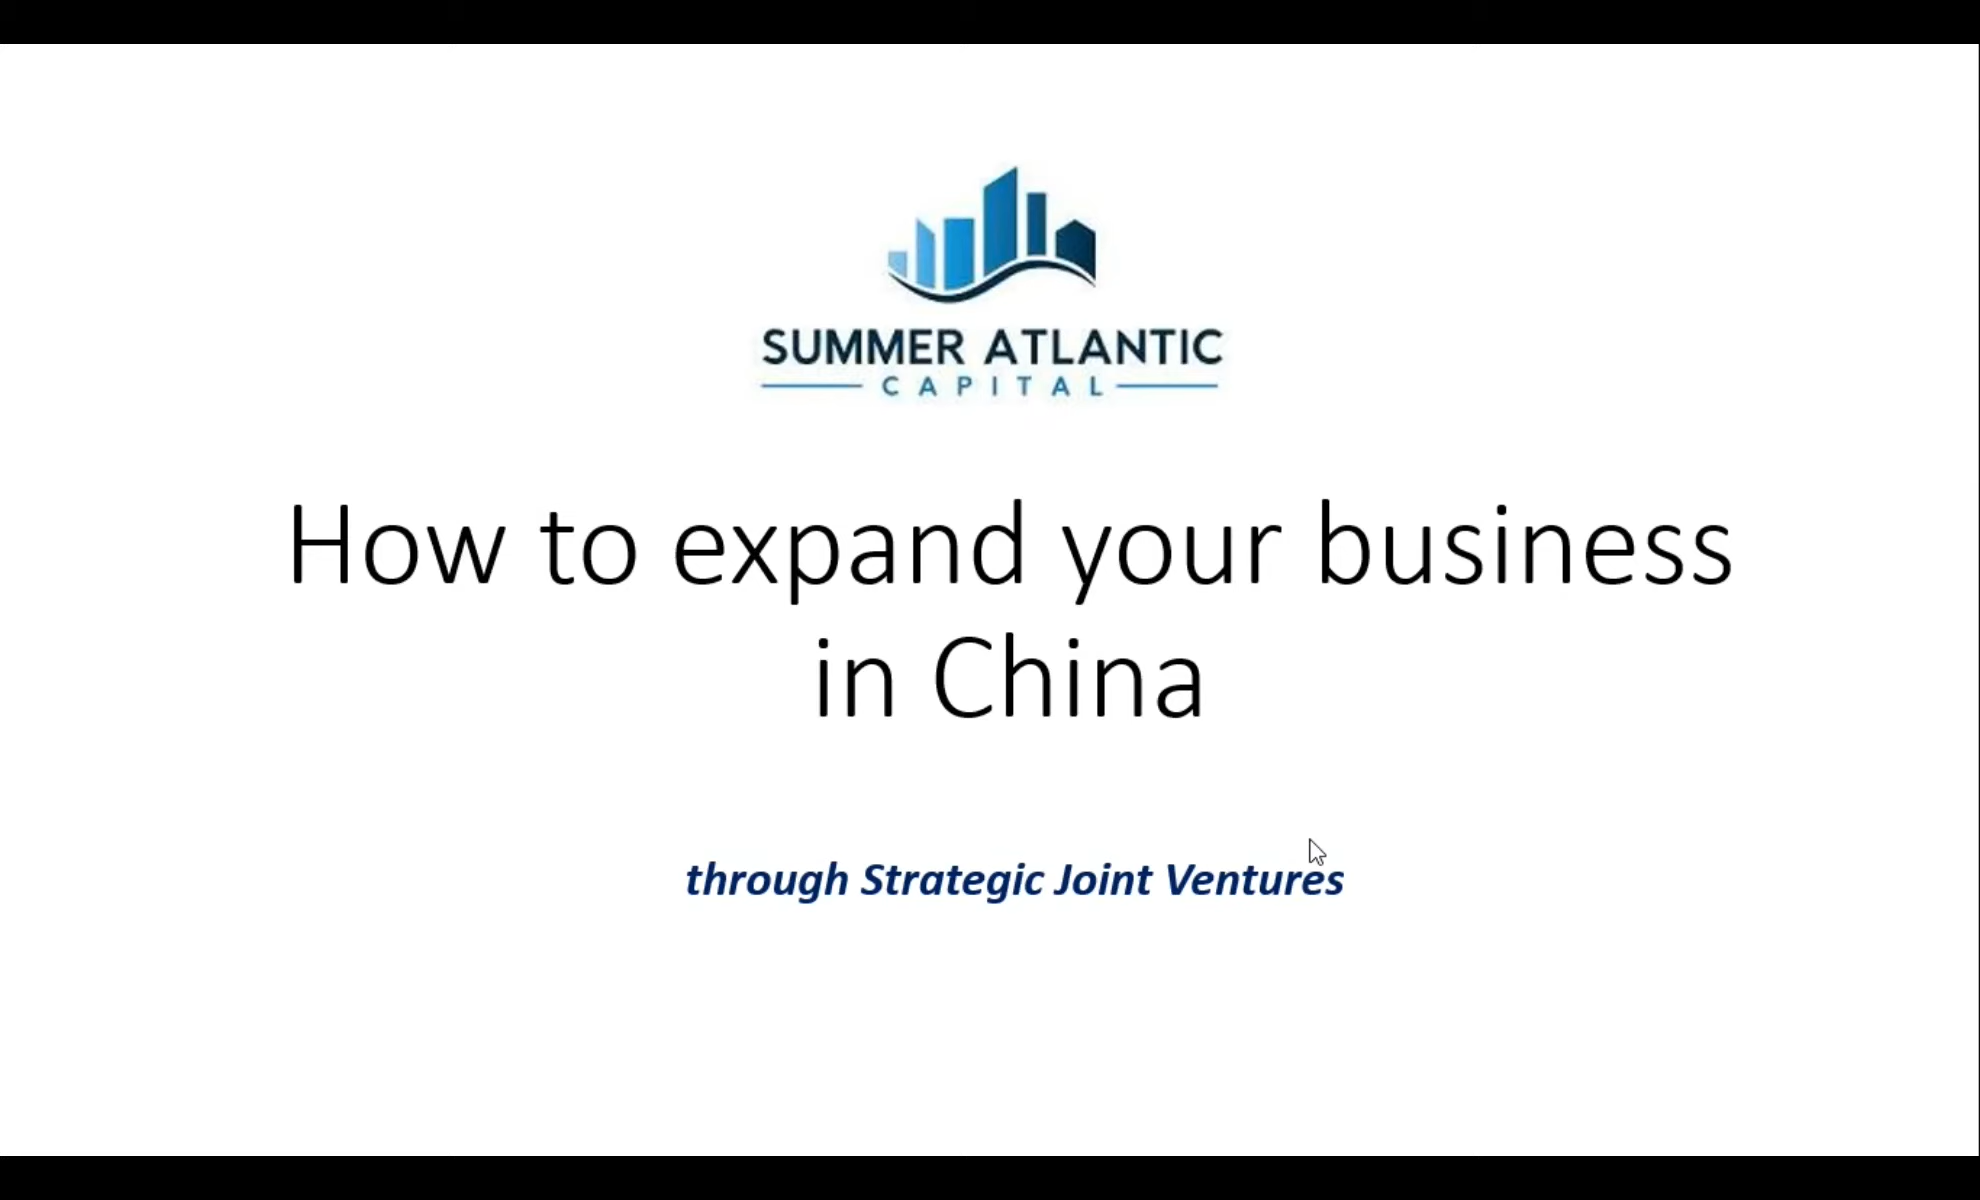 SUMMER ATLANTIC
CAPITAL
How to expand your business
in China
through Strategic Joint Ventures